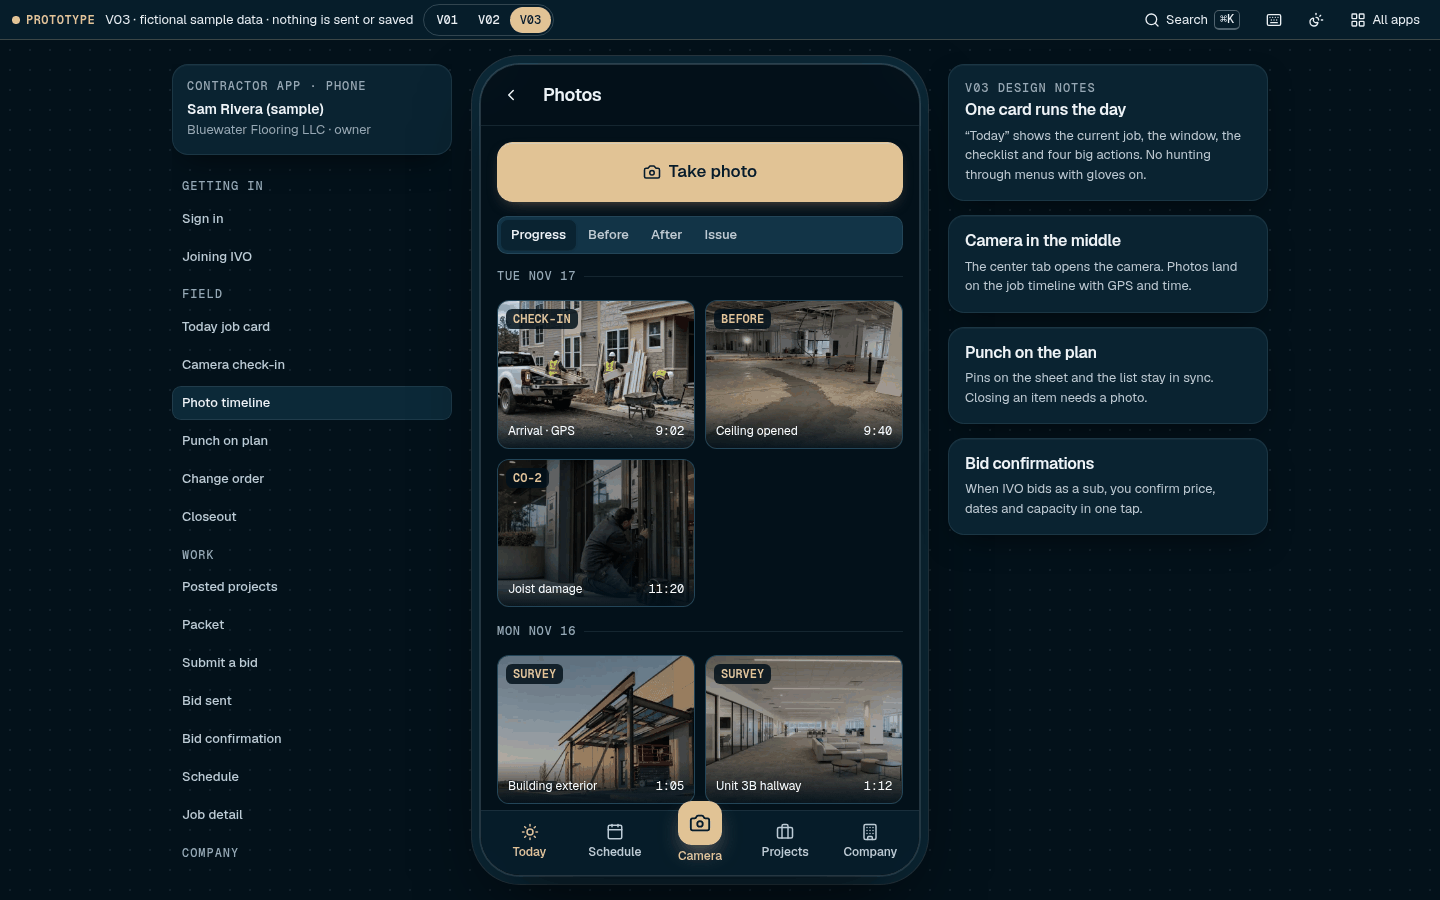 PROTOTYPE V03 · fictional sample data · nothing is sent or saved V01 V02 V03 Search ⌘K All apps
CONTRACTOR APP · PHONE
Sam Rivera (sample)
Bluewater Flooring LLC · owner
GETTING IN
Sign in
Joining IVO
FIELD
Today job card
Camera check-in
Photo timeline
Punch on plan
Change order
Closeout
WORK
Posted projects
Packet
Submit a bid
Bid sent
Bid confirmation
Schedule
Job detail
COMPANY
Photos
Take photo
Progress Before After Issue
TUE NOV 17
CHECK-IN
Arrival · GPS 9:02
BEFORE
Ceiling opened 9:40
CO-2
Joist damage 11:20
MON NOV 16
SURVEY
Building exterior 1:05
SURVEY
Unit 3B hallway 1:12
Today Schedule Camera Projects Company
V03 DESIGN NOTES
One card runs the day
“Today” shows the current job, the window, the
checklist and four big actions. No hunting
through menus with gloves on.
Camera in the middle
The center tab opens the camera. Photos land
on the job timeline with GPS and time.
Punch on the plan
Pins on the sheet and the list stay in sync.
Closing an item needs a photo.
Bid confirmations
When IVO bids as a sub, you confirm price,
dates and capacity in one tap.